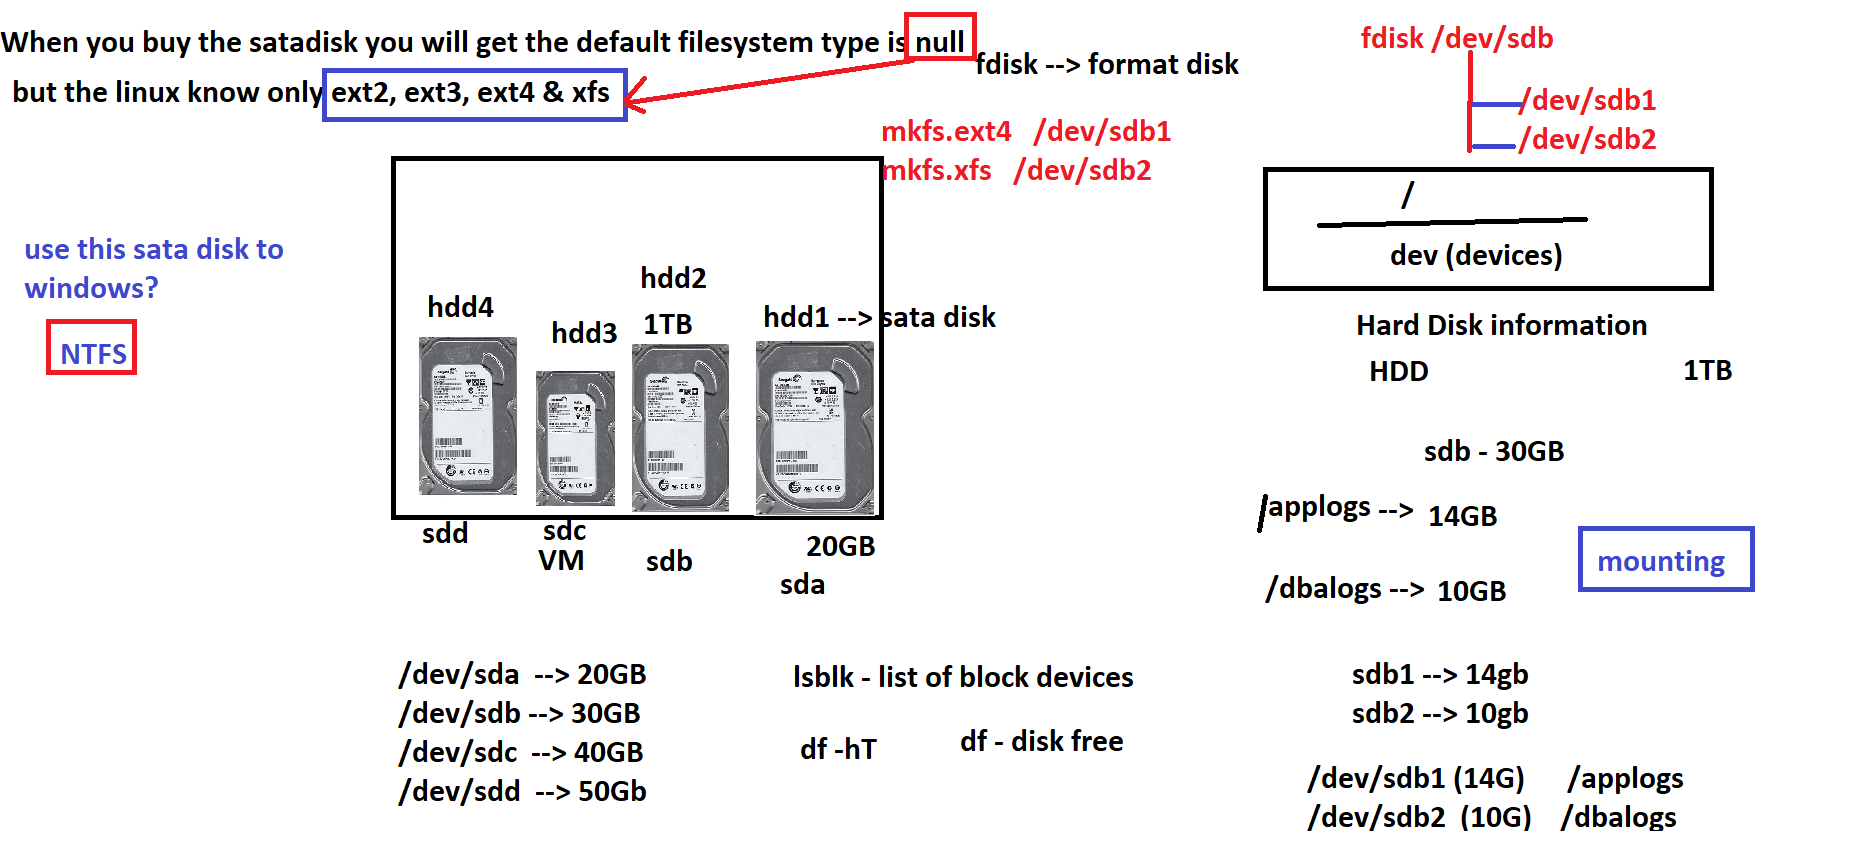 When you buy the satadisk you will get the default filesystem type is null
but the linux know only ext2, ext3, ext4 & xfs
fdisk --> format disk
mkfs.ext4 /dev/sdb1
mkfs.xfs /dev/sdb2
fdisk /dev/sdb
/dev/sdb1
/dev/sdb2
/
dev (devices)
use this sata disk to
windows?
NTFS
hdd4
hdd3
hdd2
1TB
hdd1 --> sata disk
sdd
sdc
VM
sdb
20GB
sda
Hard Disk information
HDD 1TB
sdb - 30GB
/applogs --> 14GB
/dbalogs --> 10GB
mounting
/dev/sda --> 20GB
/dev/sdb --> 30GB
/dev/sdc --> 40GB
/dev/sdd --> 50Gb
lsblk - list of block devices
df -hT df - disk free
sdb1 --> 14gb
sdb2 --> 10gb
/dev/sdb1 (14G) /applogs
/dev/sdb2 (10G) /dbalogs